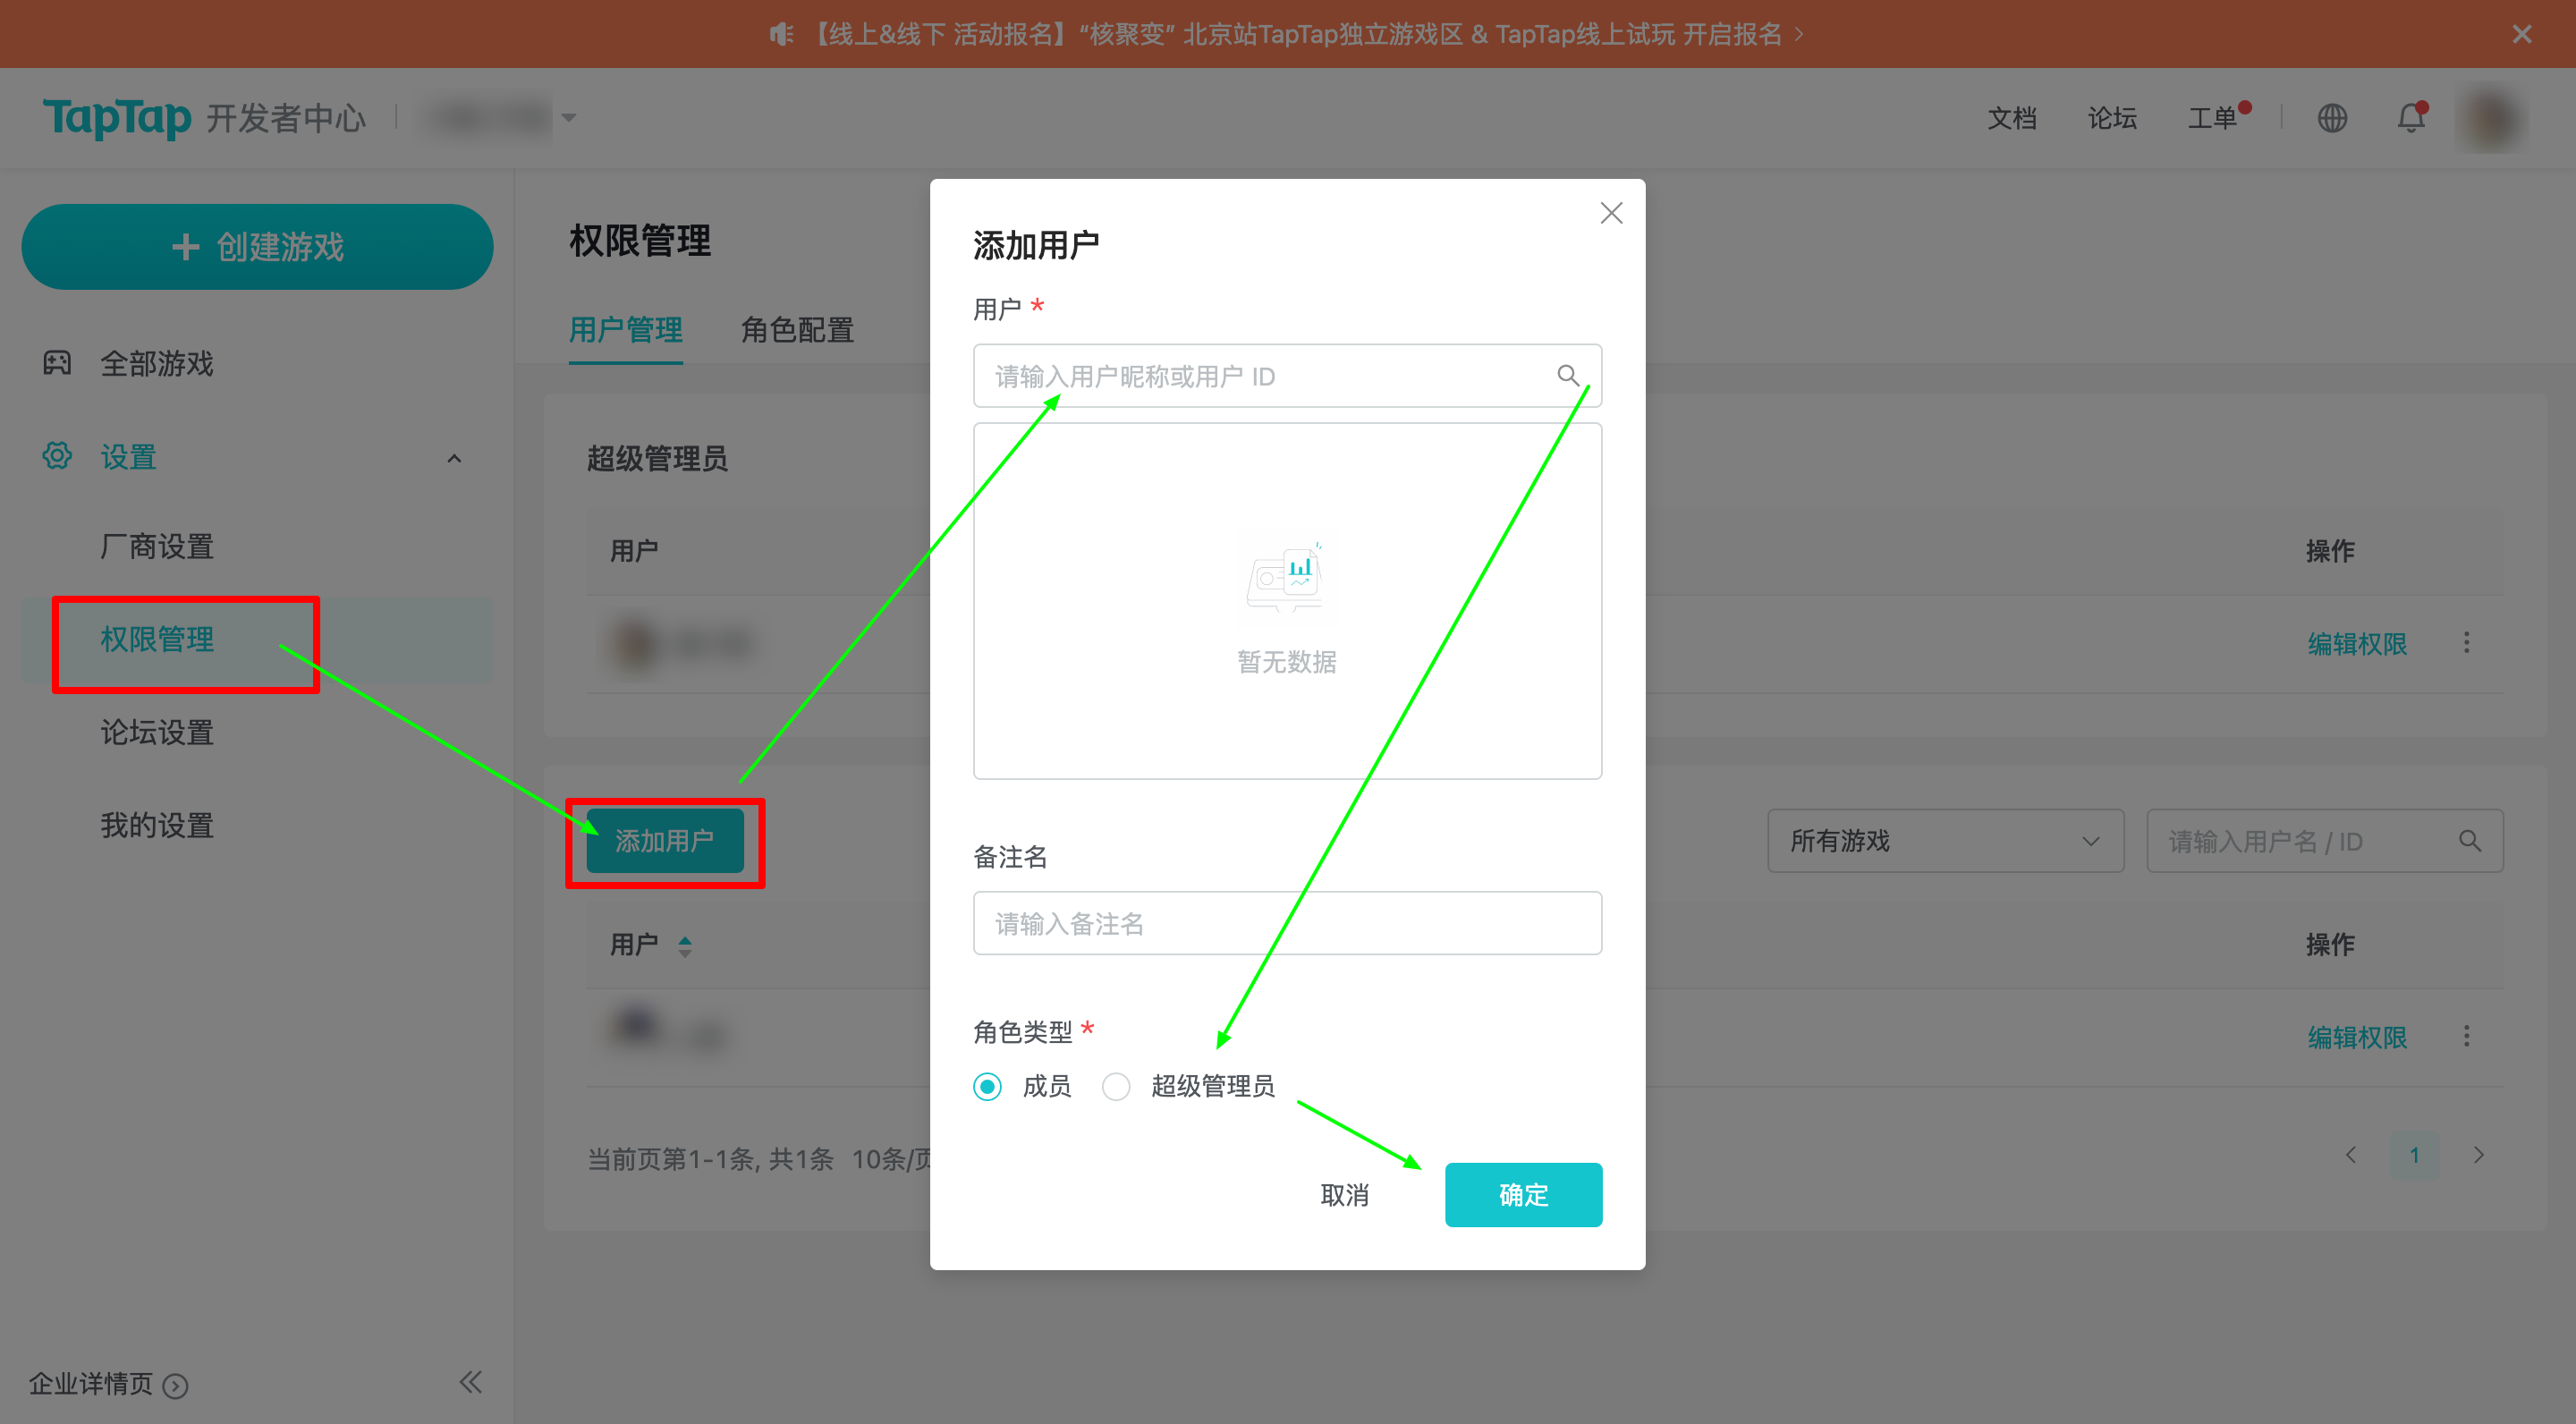 【线上&线下 活动报名】“核聚变” 北京站TapTap独立游戏区 & TapTap线上试玩 开启报名
TapTap 开发者中心
文档
论坛
工单
创建游戏
全部游戏
设置
厂商设置
权限管理
论坛设置
我的设置
企业详情页
权限管理
用户管理
角色配置
超级管理员
用户
操作
编辑权限
添加用户
所有游戏
请输入用户名 / ID
用户
操作
编辑权限
当前页第1-1条, 共1条 10条/页
1
添加用户
用户 *
请输入用户昵称或用户 ID
暂无数据
备注名
请输入备注名
角色类型 *
成员
超级管理员
取消
确定